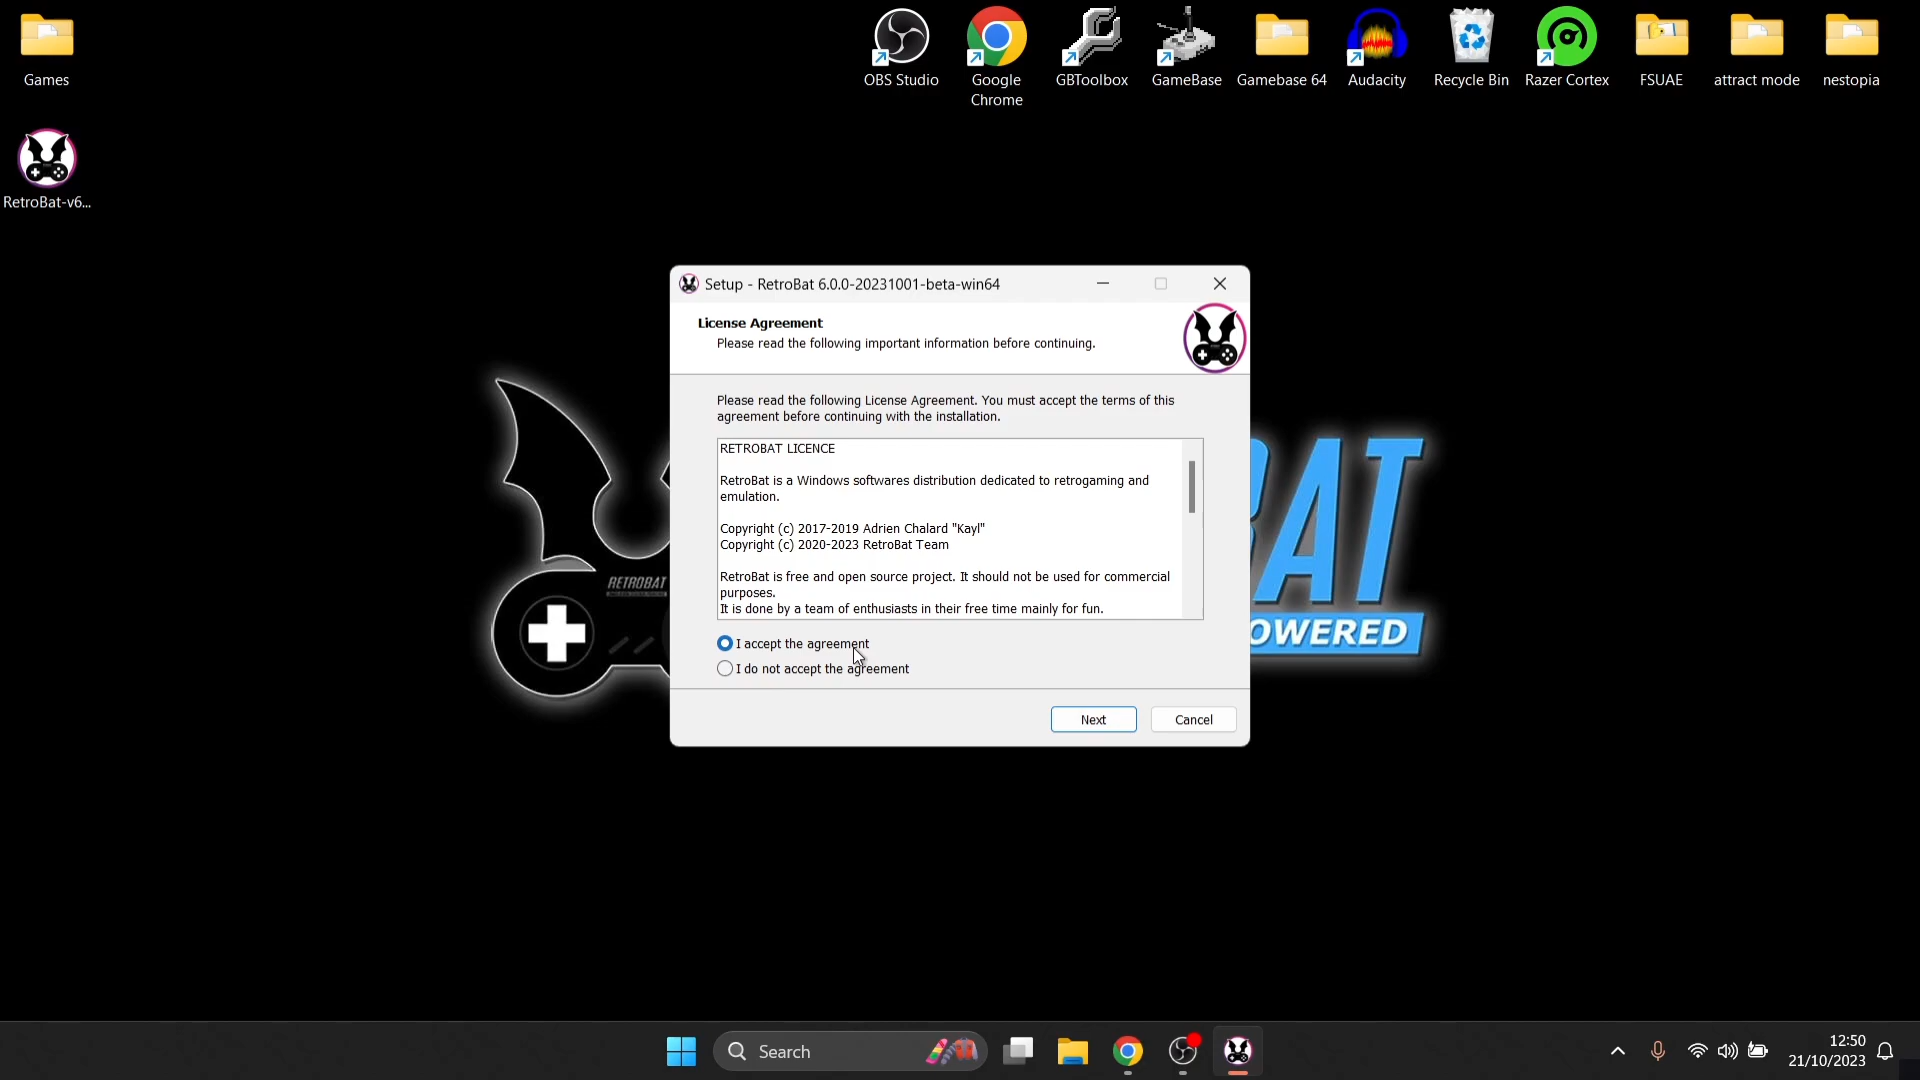 Games
RetroBat-v6...
OBS Studio
Google
Chrome
GBToolbox
GameBase
Gamebase 64
Audacity
Recycle Bin
Razer Cortex
FSUAE
attract mode
nestopia
Setup - RetroBat 6.0.0-20231001-beta-win64
License Agreement
Please read the following important information before continuing.
Please read the following License Agreement. You must accept the terms of this
agreement before continuing with the installation.
RETROBAT LICENCE
RetroBat is a Windows softwares distribution dedicated to retrogaming and
emulation.
Copyright (c) 2017-2019 Adrien Chalard "Kayl"
Copyright (c) 2020-2023 RetroBat Team
RetroBat is free and open source project. It should not be used for commercial
purposes.
It is done by a team of enthusiasts in their free time mainly for fun.
I accept the agreement
I do not accept the agreement
Next
Cancel
RETROBAT
BAT
OWERED
Search
12:50
21/10/2023